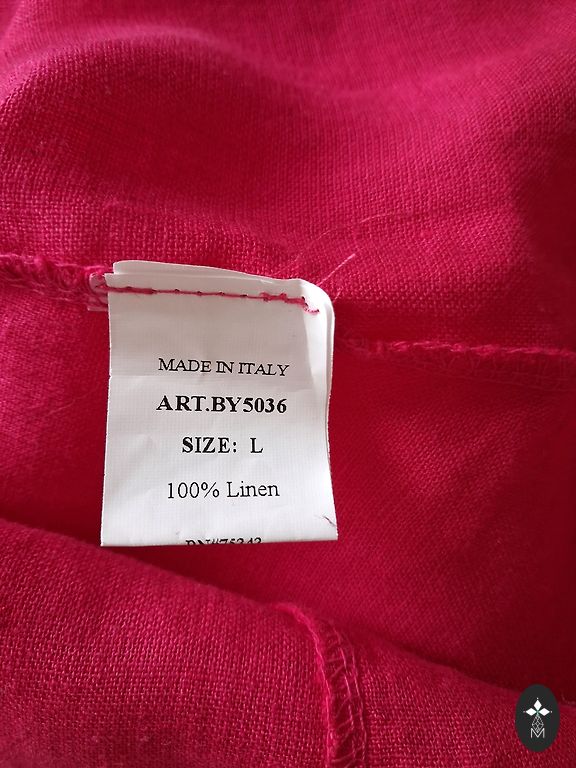 MADE IN ITALY
ART.BY5036
SIZE: L
100% Linen
M